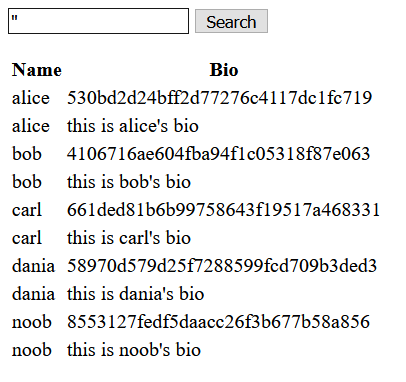 " Search
Name Bio
alice 530bd2d24bff2d77276c4117dc1fc719
alice this is alice's bio
bob 4106716ae604fba94f1c05318f87e063
bob this is bob's bio
carl 661ded81b6b99758643f19517a468331
carl this is carl's bio
dania 58970d579d25f7288599fcd709b3ded3
dania this is dania's bio
noob 8553127fedf5daacc26f3b677b58a856
noob this is noob's bio